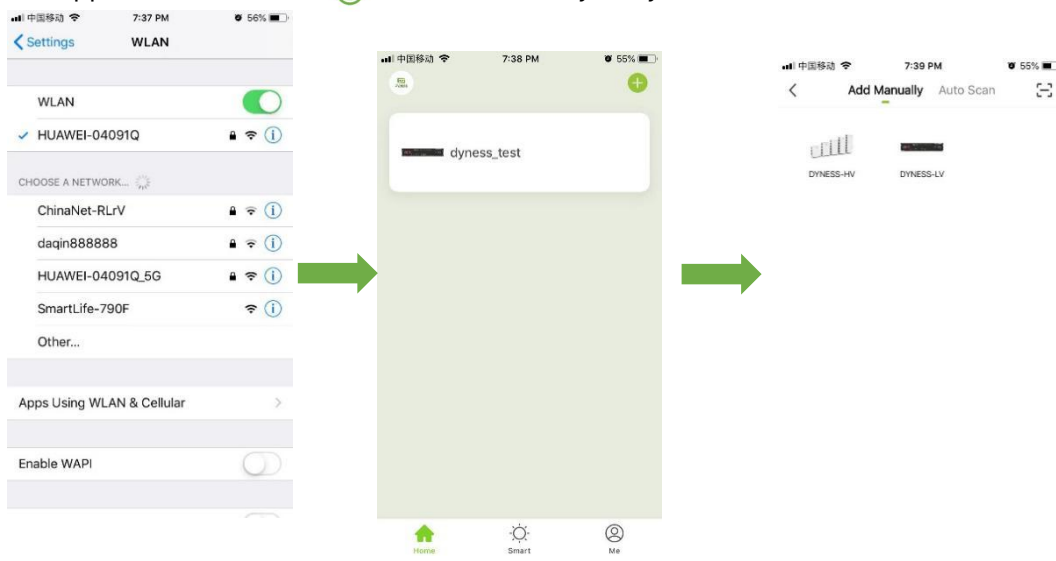 中国移动 7:37 PM 56%
Settings WLAN
WLAN
HUAWEI-04091Q
CHOOSE A NETWORK...
ChinaNet-RLrV
daqin888888
HUAWEI-04091Q_5G
SmartLife-790F
Other...
Apps Using WLAN & Cellular
Enable WAPI
中国移动 7:38 PM 55%
dyness_test
Home Smart Me
中国移动 7:39 PM 55%
Add Manually Auto Scan
DYNESS-HV DYNESS-LV